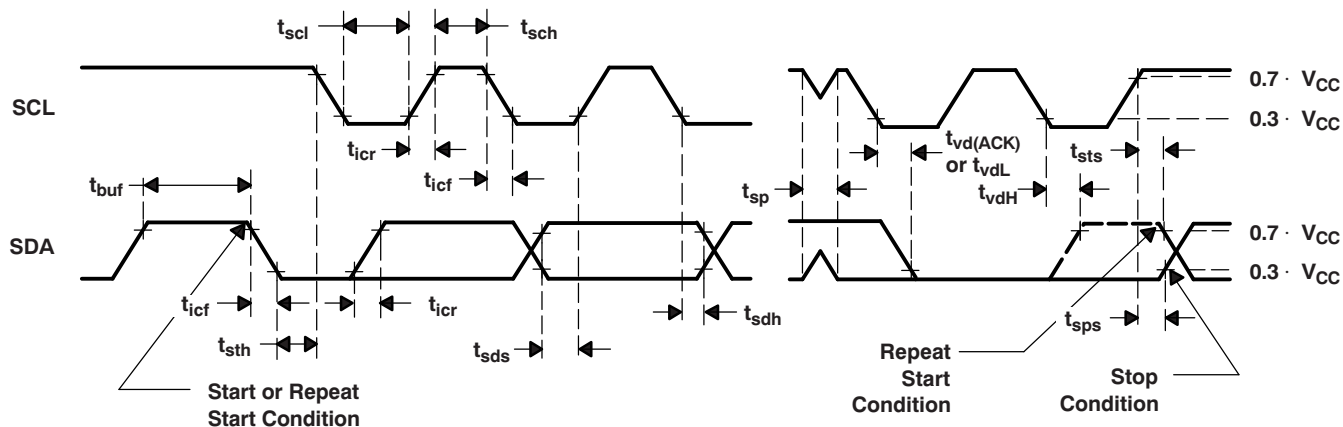 tscl
tsch
0.7 · VCC
SCL
0.3 · VCC
ticr
tvd(ACK)
or tvdL
tsts
tbuf
ticf
tsp
tvdH
SDA
0.7 · VCC
0.3 · VCC
ticf
ticr
tsdh
tsps
tsth
tsds
Start or Repeat
Start Condition
Repeat
Start
Condition
Stop
Condition